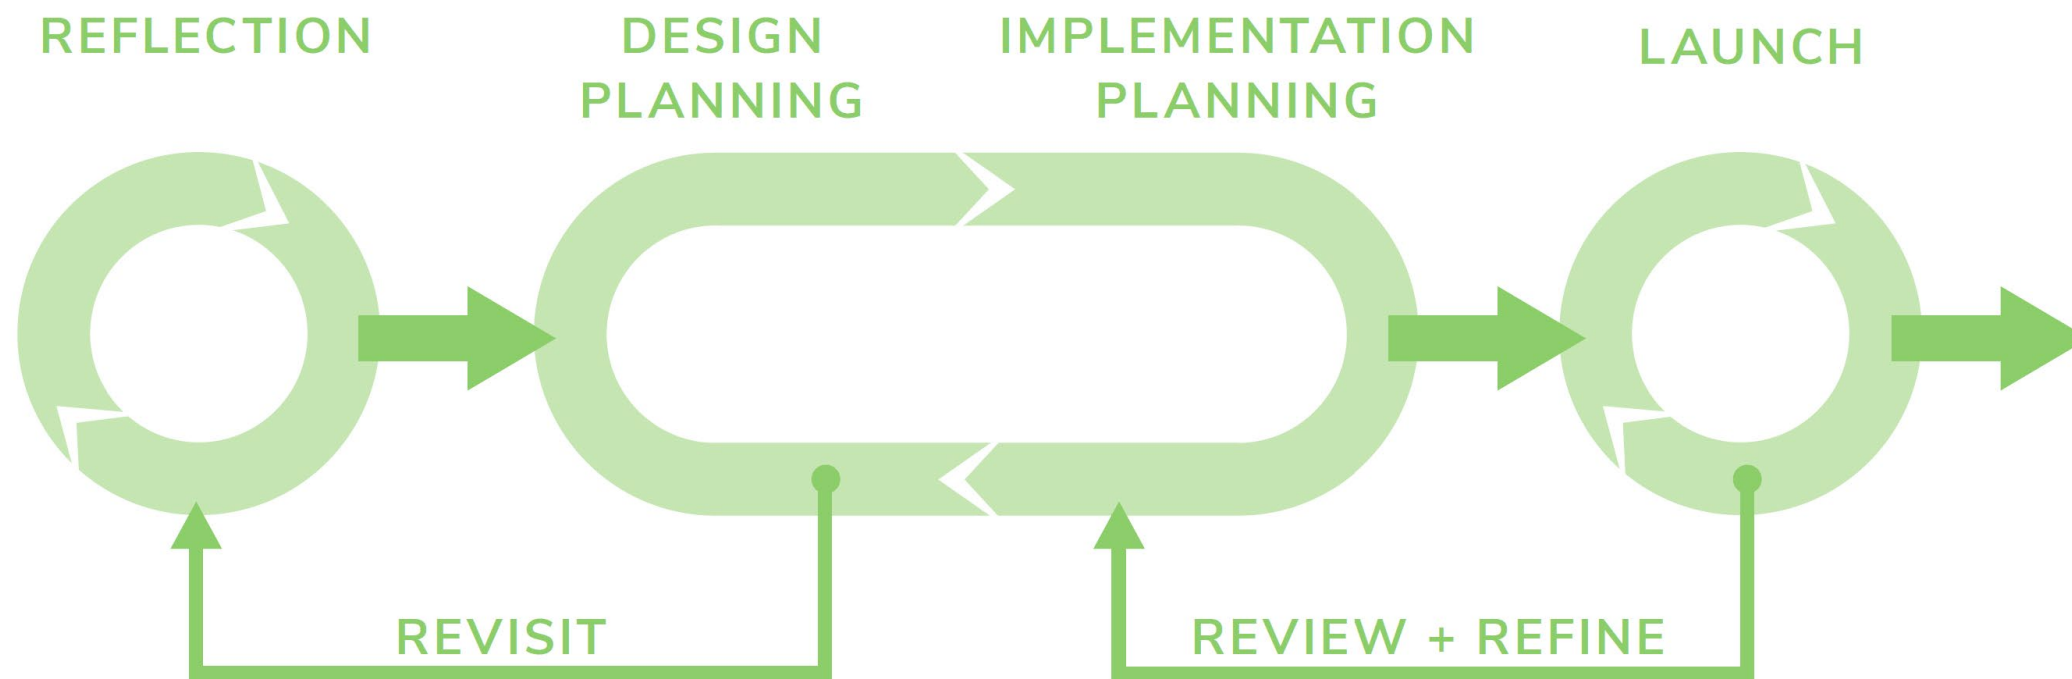 REFLECTION
DESIGN
PLANNING
IMPLEMENTATION
PLANNING
LAUNCH
REVISIT
REVIEW + REFINE